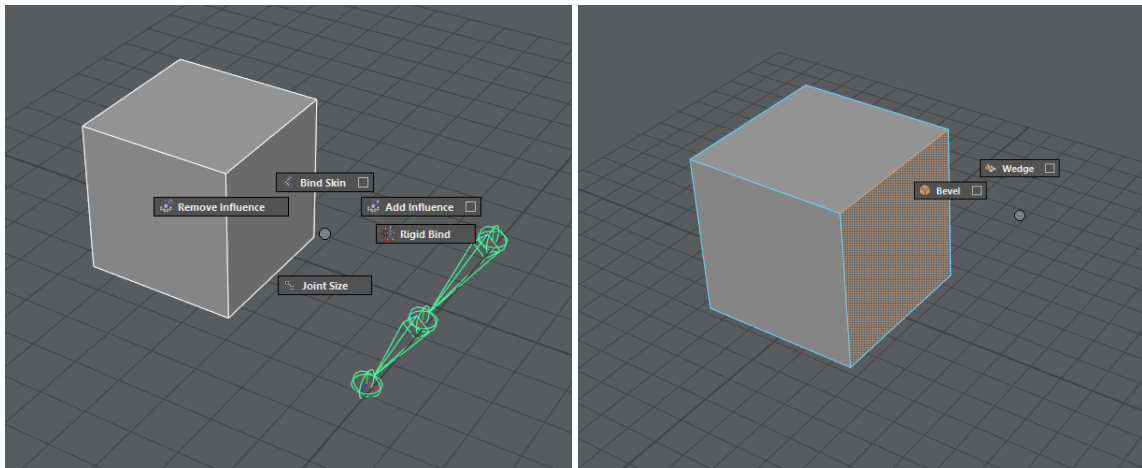 Bind Skin
Remove Influence
Add Influence
Rigid Bind
Joint Size
Wedge
Bevel